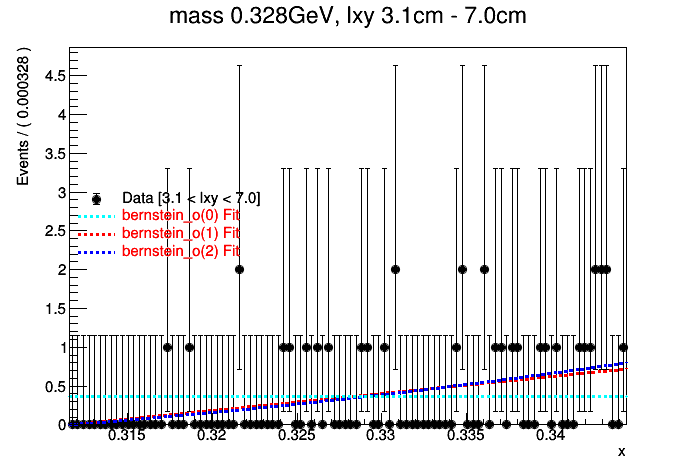 mass 0.328GeV, lxy 3.1cm - 7.0cm
Events / ( 0.000328 )
4.5
4
3.5
3
2.5
2
1.5
1
0.5
0
Data [3.1 < lxy < 7.0]
bernstein_o(0) Fit
bernstein_o(1) Fit
bernstein_o(2) Fit
0.315 0.32 0.325 0.33 0.335 0.34
x